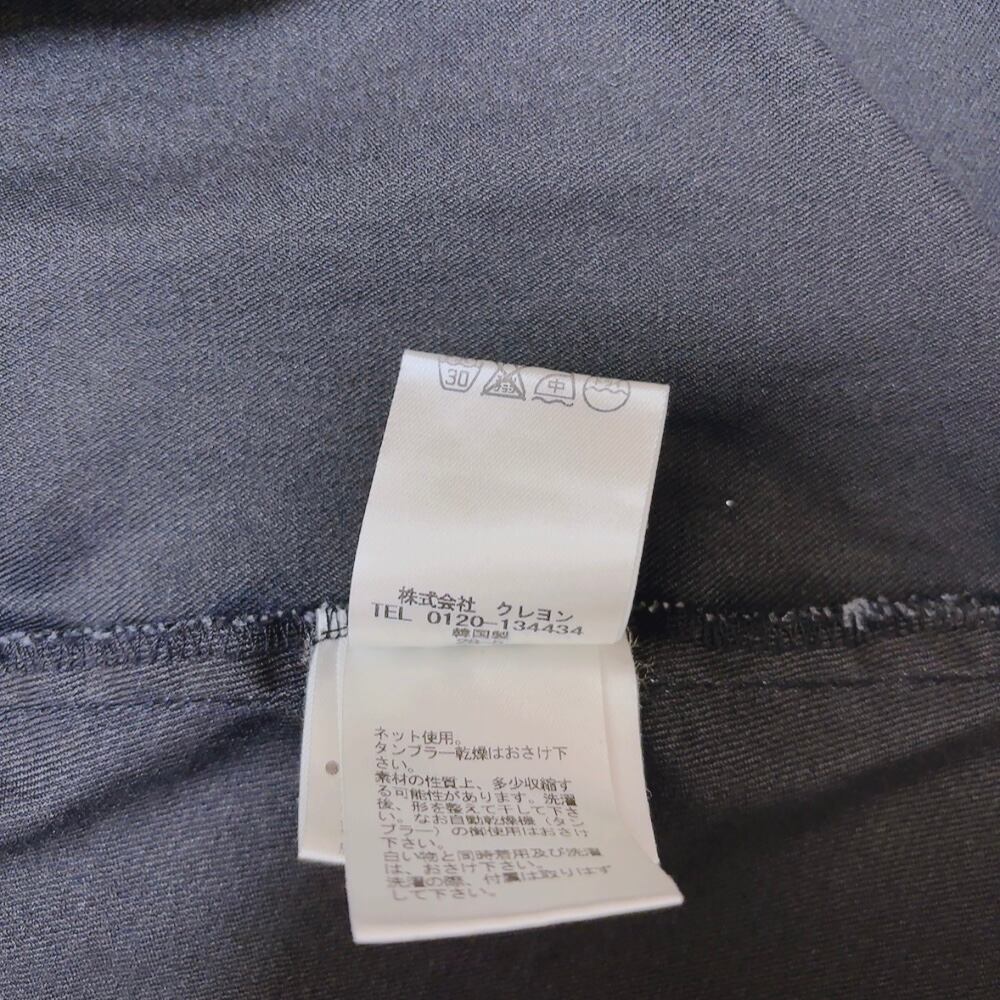 30 中
株式会社 クレヨン
TEL 0120-134434
韓国製
ネット使用。
タンブラー乾燥はおさけ下
さい。
素材の性質上、多少収縮す
る可能性があります。洗濯
後、形を整えて干して下さ
い。なお自動乾燥機（タン
ブラー）の御使用はおさけ
下さい。
白い物と同時着用及び洗濯
は、おさけ下さい。
洗濯の際、付属は取りはず
して下さい。